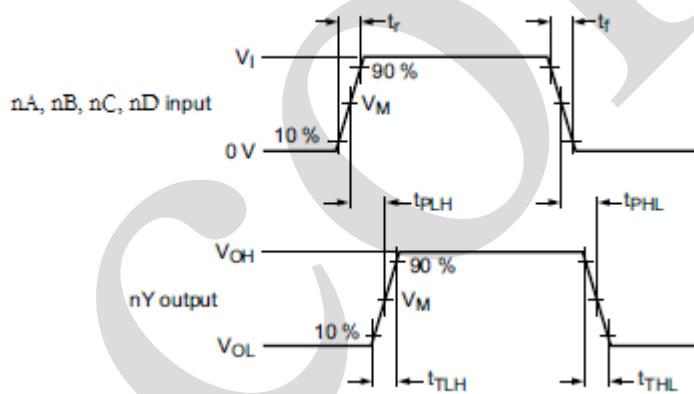 tr
tf
VI
90 %
nA, nB, nC, nD input
VM
10 %
0 V
tPLH
tPHL
VOH
90 %
nY output
VM
10 %
VOL
tTLH
tTHL